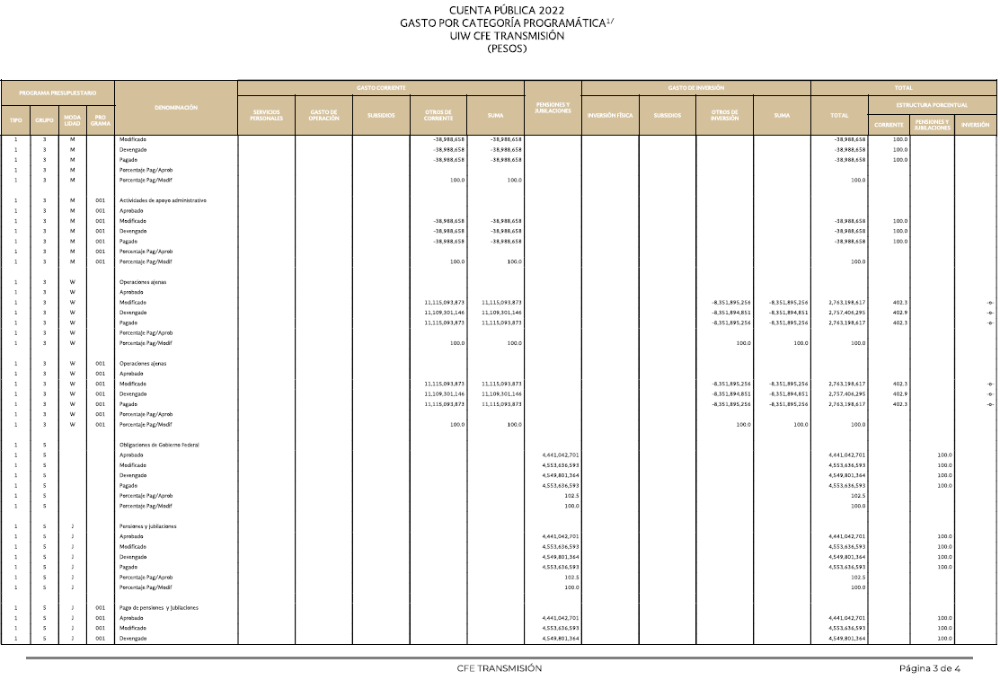 CUENTA PÚBLICA 2022
GASTO POR CATEGORÍA PROGRAMÁTICA1/
UIW CFE TRANSMISIÓN
(PESOS)
PROGRAMA PRESUPUESTARIO DENOMINACIÓN GASTO CORRIENTE PENSIONES Y JUBILACIONES GASTO DE INVERSIÓN TOTAL
TIPO GRUPO MODA LIDAD PRO GRAMA SERVICIOS PERSONALES GASTO DE OPERACIÓN SUBSIDIOS OTROS DE CORRIENTE SUMA INVERSIÓN FÍSICA SUBSIDIOS OTROS DE INVERSIÓN SUMA TOTAL ESTRUCTURA PORCENTUAL
CORRIENTE PENSIONES Y JUBILACIONES INVERSIÓN
1 3 M Modificado -38,988,658 -38,988,658 -38,988,658 100.0
1 3 M Devengado -38,988,658 -38,988,658 -38,988,658 100.0
1 3 M Pagado -38,988,658 -38,988,658 -38,988,658 100.0
1 3 M Porcentaje Pag/Aprob
1 3 M Porcentaje Pag/Modif 100.0 100.0 100.0
1 3 M 001 Actividades de apoyo administrativo
1 3 M 001 Aprobado
1 3 M 001 Modificado -38,988,658 -38,988,658 -38,988,658 100.0
1 3 M 001 Devengado -38,988,658 -38,988,658 -38,988,658 100.0
1 3 M 001 Pagado -38,988,658 -38,988,658 -38,988,658 100.0
1 3 M 001 Porcentaje Pag/Aprob
1 3 M 001 Porcentaje Pag/Modif 100.0 100.0 100.0
1 3 W Operaciones ajenas
1 3 W Aprobado
1 3 W Modificado 11,115,093,873 11,115,093,873 -8,351,895,256 -8,351,895,256 2,763,198,617 402.3 -o-
1 3 W Devengado 11,109,301,146 11,109,301,146 -8,351,894,851 -8,351,894,851 2,757,406,295 402.9 -o-
1 3 W Pagado 11,115,093,873 11,115,093,873 -8,351,895,256 -8,351,895,256 2,763,198,617 402.3 -o-
1 3 W Porcentaje Pag/Aprob
1 3 W Porcentaje Pag/Modif 100.0 100.0 100.0 100.0 100.0
1 3 W 001 Operaciones ajenas
1 3 W 001 Aprobado
1 3 W 001 Modificado 11,115,093,873 11,115,093,873 -8,351,895,256 -8,351,895,256 2,763,198,617 402.3 -o-
1 3 W 001 Devengado 11,109,301,146 11,109,301,146 -8,351,894,851 -8,351,894,851 2,757,406,295 402.9 -o-
1 3 W 001 Pagado 11,115,093,873 11,115,093,873 -8,351,895,256 -8,351,895,256 2,763,198,617 402.3 -o-
1 3 W 001 Porcentaje Pag/Aprob
1 3 W 001 Porcentaje Pag/Modif 100.0 100.0 100.0 100.0 100.0
1 5 Obligaciones de Gobierno Federal
1 5 Aprobado 4,441,042,701 4,441,042,701 100.0
1 5 Modificado 4,553,636,593 4,553,636,593 100.0
1 5 Devengado 4,549,801,364 4,549,801,364 100.0
1 5 Pagado 4,553,636,593 4,553,636,593 100.0
1 5 Porcentaje Pag/Aprob 102.5 102.5
1 5 Porcentaje Pag/Modif 100.0 100.0
1 5 J Pensiones y jubilaciones
1 5 J Aprobado 4,441,042,701 4,441,042,701 100.0
1 5 J Modificado 4,553,636,593 4,553,636,593 100.0
1 5 J Devengado 4,549,801,364 4,549,801,364 100.0
1 5 J Pagado 4,553,636,593 4,553,636,593 100.0
1 5 J Porcentaje Pag/Aprob 102.5 102.5
1 5 J Porcentaje Pag/Modif 100.0 100.0
1 5 J 001 Pago de pensiones y jubilaciones
1 5 J 001 Aprobado 4,441,042,701 4,441,042,701 100.0
1 5 J 001 Modificado 4,553,636,593 4,553,636,593 100.0
1 5 J 001 Devengado 4,549,801,364 4,549,801,364 100.0
CFE TRANSMISIÓN Página 3 de 4